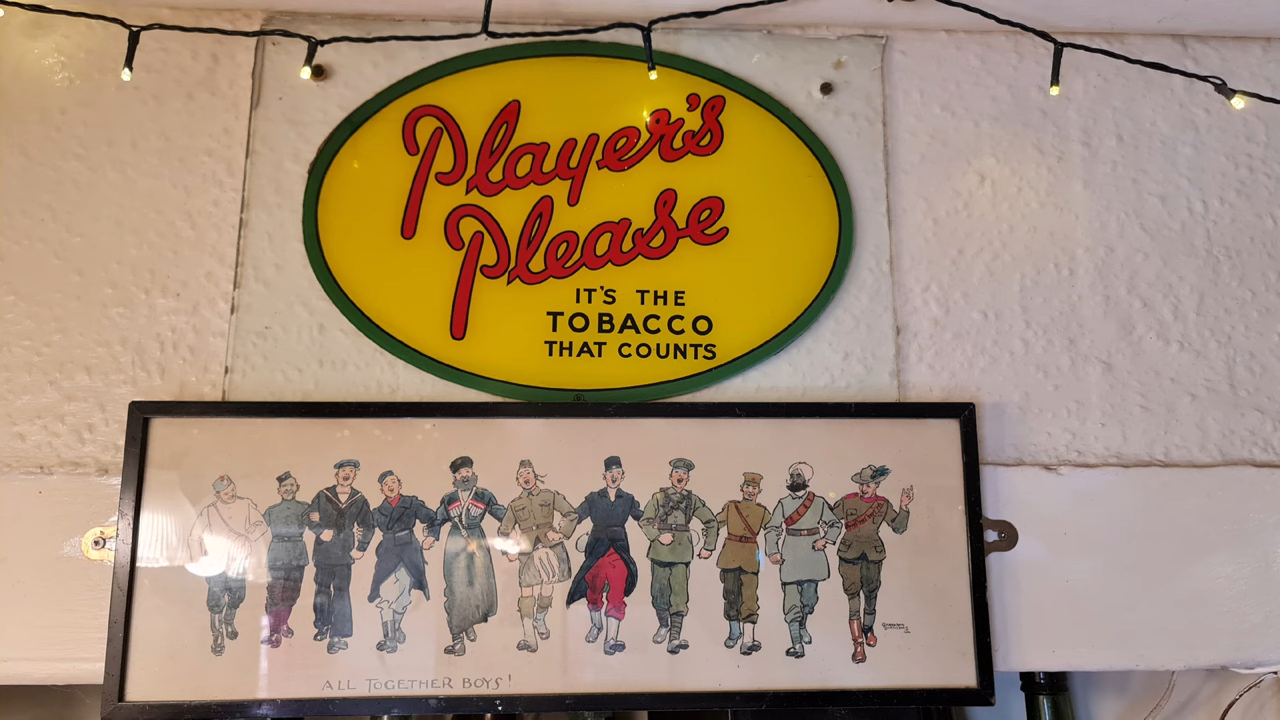 Player's
Please
IT'S THE
TOBACCO
THAT COUNTS
ALL TOGETHER BOYS!